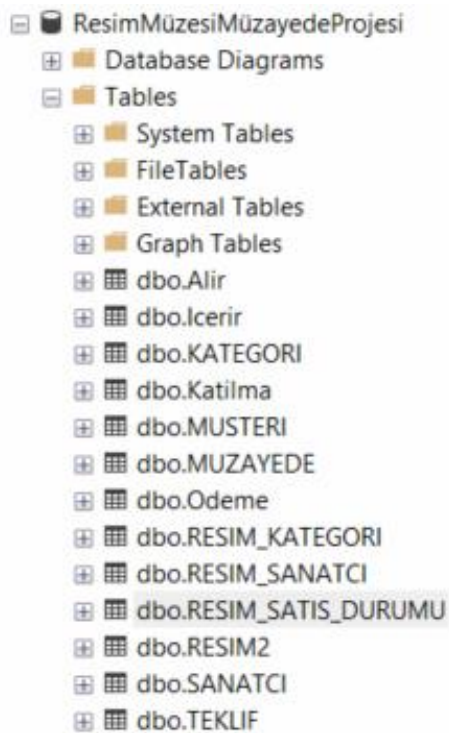 ResimMüzesiMüzayedeProjesi
Database Diagrams
Tables
System Tables
FileTables
External Tables
Graph Tables
dbo.Alir
dbo.Icerir
dbo.KATEGORI
dbo.Katilma
dbo.MUSTERI
dbo.MUZAYEDE
dbo.Odeme
dbo.RESIM_KATEGORI
dbo.RESIM_SANATCI
dbo.RESIM_SATIS_DURUMU
dbo.RESIM2
dbo.SANATCI
dbo.TEKLIF